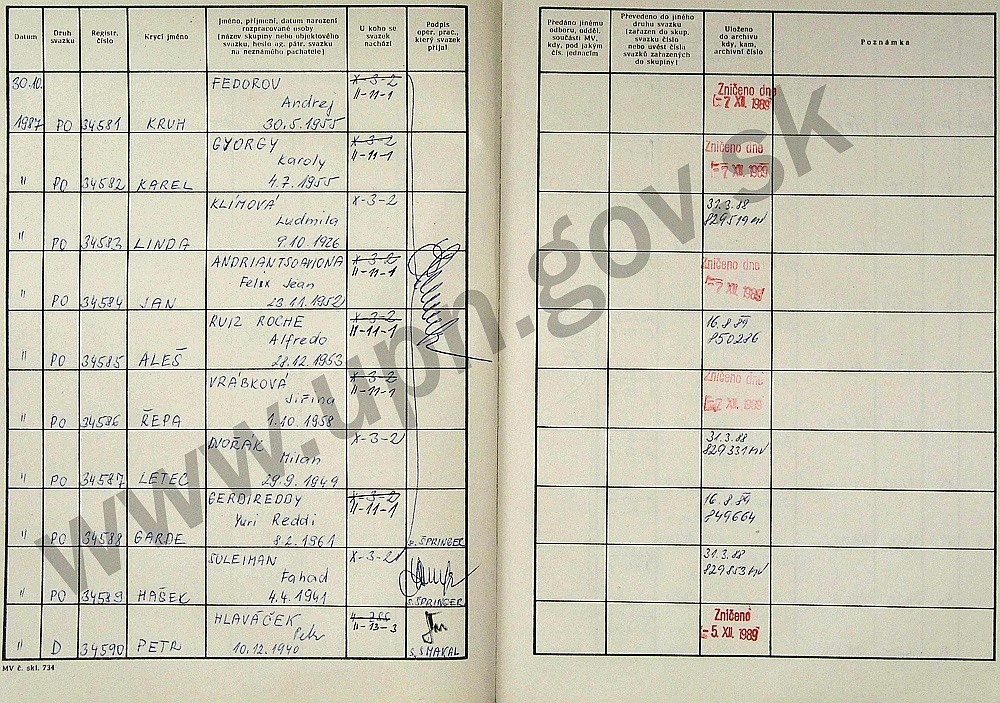 Datum
Druh
svazku
Registr.
číslo
Krycí jméno
Jméno, příjmení, datum narození
rozpracované osoby
(název skupiny nebo objektového
svazku, heslo ag. pátr. svazku
na neznámého pachatele)
U koho se
svazek
nachází
Podpis
oper. prac.,
který svazek
přijal
Předáno jinému
odboru, odděl.
součásti MV,
kdy, pod jakým
čís. jednacím
Převedeno do jiného
druhu svazku
(zařazen do skup.
svazku číslo
nebo uvést čísla
svazků zařazených
do skupiny)
Uloženo
do archivu
kdy, kam,
archivní číslo
Poznámka
30.10. FEDOROV X-3-2
Andrej II-11-1
1987 PO 34581 KRUH 30.5.1955
Zničeno dne
-7 XII. 1989
GYORGY X-3-2
Karoly II-11-1
" PO 34582 KAREL 4.7.1955
Zničeno dne
-7 XII. 1989
KLÍMOVÁ X-3-2
Ludmila
" PO 34583 LINDA 9.10.1926
31.3.88
829519 MV
Felix Jean II-11-1
" PO 34584 JAN 23.11.1952
X-3-2
Zničeno dne
-7 XII. 1989
RUIZ ROCHE X-3-2
Alfredo II-11-1
" PO 34585 ALEŠ 28.12.1953
16.8.89
850286
VRÁBKOVÁ X-3-2
Jiřina II-11-1
" PO 34586 ŘEPA 1.10.1958
Zničeno dne
-7 XII. 1989
DVOŘÁK X-3-2
Milan
" PO 34587 LETEC 29.9.1949
31.3.88
829331 MV
GERDIREDDY X-3-2
Yuri Reddi II-11-1
" PO 34588 GARDE 8.2.1961 s. ŠPRINGER
16.8.89
849664
SULEIMAN X-3-2
Fahad
" PO 34589 HAŠEK 4.4.1941 s. ŠPRINGER
31.3.88
829853 MV
HLAVÁČEK
Petr II-13-3
" D 34590 PETR 10.12.1940 s. SMAKAL
Zničeno
-5. XII. 1989
MV č. skl. 734
www.upn.gov.sk